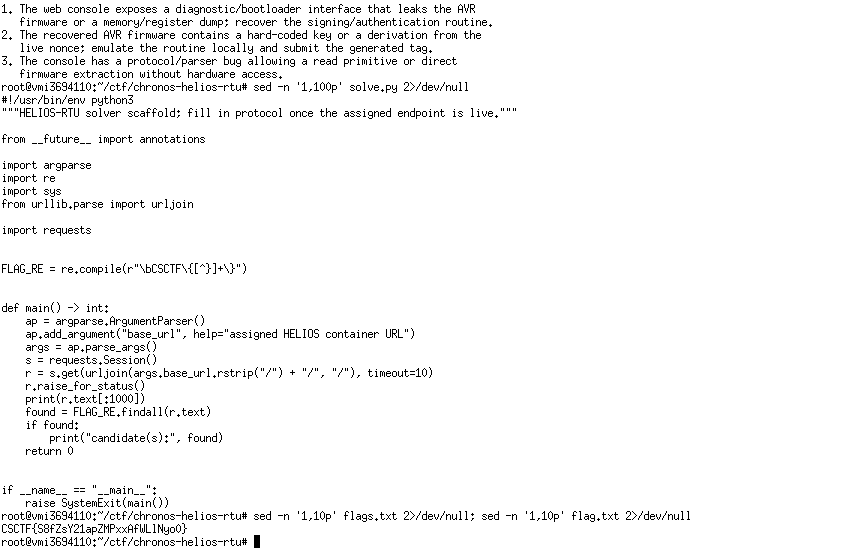 1. The web console exposes a diagnostic/bootloader interface that leaks the AVR
firmware or a memory/register dump; recover the signing/authentication routine.
2. The recovered AVR firmware contains a hard-coded key or a derivation from the
live nonce; emulate the routine locally and submit the generated tag.
3. The console has a protocol/parser bug allowing a read primitive or direct
firmware extraction without hardware access.
root@vmi3694110:~/ctf/chronos-helios-rtu# sed -n '1,100p' solve.py 2>/dev/null
#!/usr/bin/env python3
"""HELIOS-RTU solver scaffold; fill in protocol once the assigned endpoint is live."""
from __future__ import annotations
import argparse
import re
import sys
from urllib.parse import urljoin
import requests
FLAG_RE = re.compile(r"\bCSCTF\{[^}]+\}")
def main() -> int:
    ap = argparse.ArgumentParser()
    ap.add_argument("base_url", help="assigned HELIOS container URL")
    args = ap.parse_args()
    s = requests.Session()
    r = s.get(urljoin(args.base_url.rstrip("/") + "/", "/"), timeout=10)
    r.raise_for_status()
    print(r.text[:1000])
    found = FLAG_RE.findall(r.text)
    if found:
        print("candidate(s):", found)
    return 0
if __name__ == "__main__":
    raise SystemExit(main())
root@vmi3694110:~/ctf/chronos-helios-rtu# sed -n '1,10p' flags.txt 2>/dev/null; sed -n '1,10p' flag.txt 2>/dev/null
CSCTF{S8fZsY21apZMPxxAfWLlNyo0}
root@vmi3694110:~/ctf/chronos-helios-rtu#